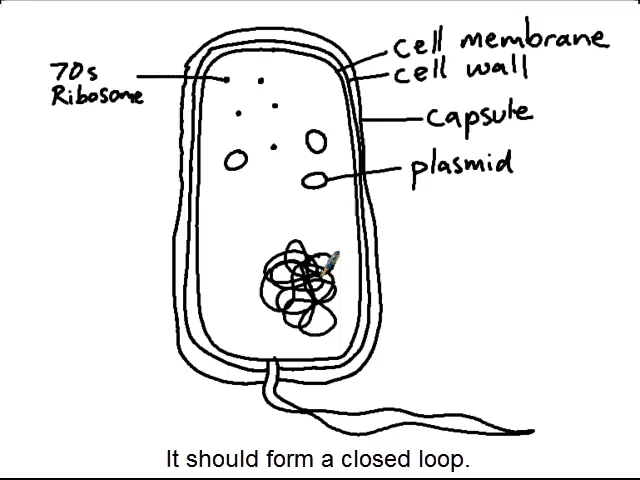 cell membrane
cell wall
70s
Ribosome
capsule
plasmid
It should form a closed loop.